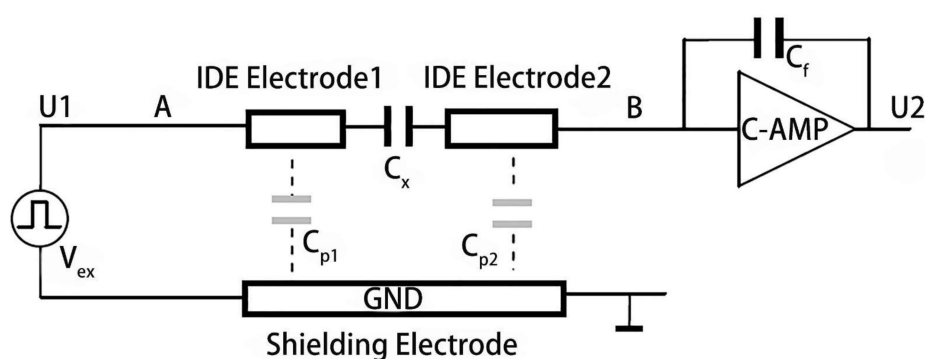 IDE Electrode1
IDE Electrode2
C_f
U1
A
B
C-AMP
U2
C_x
V_ex
C_p1
C_p2
GND
Shielding Electrode